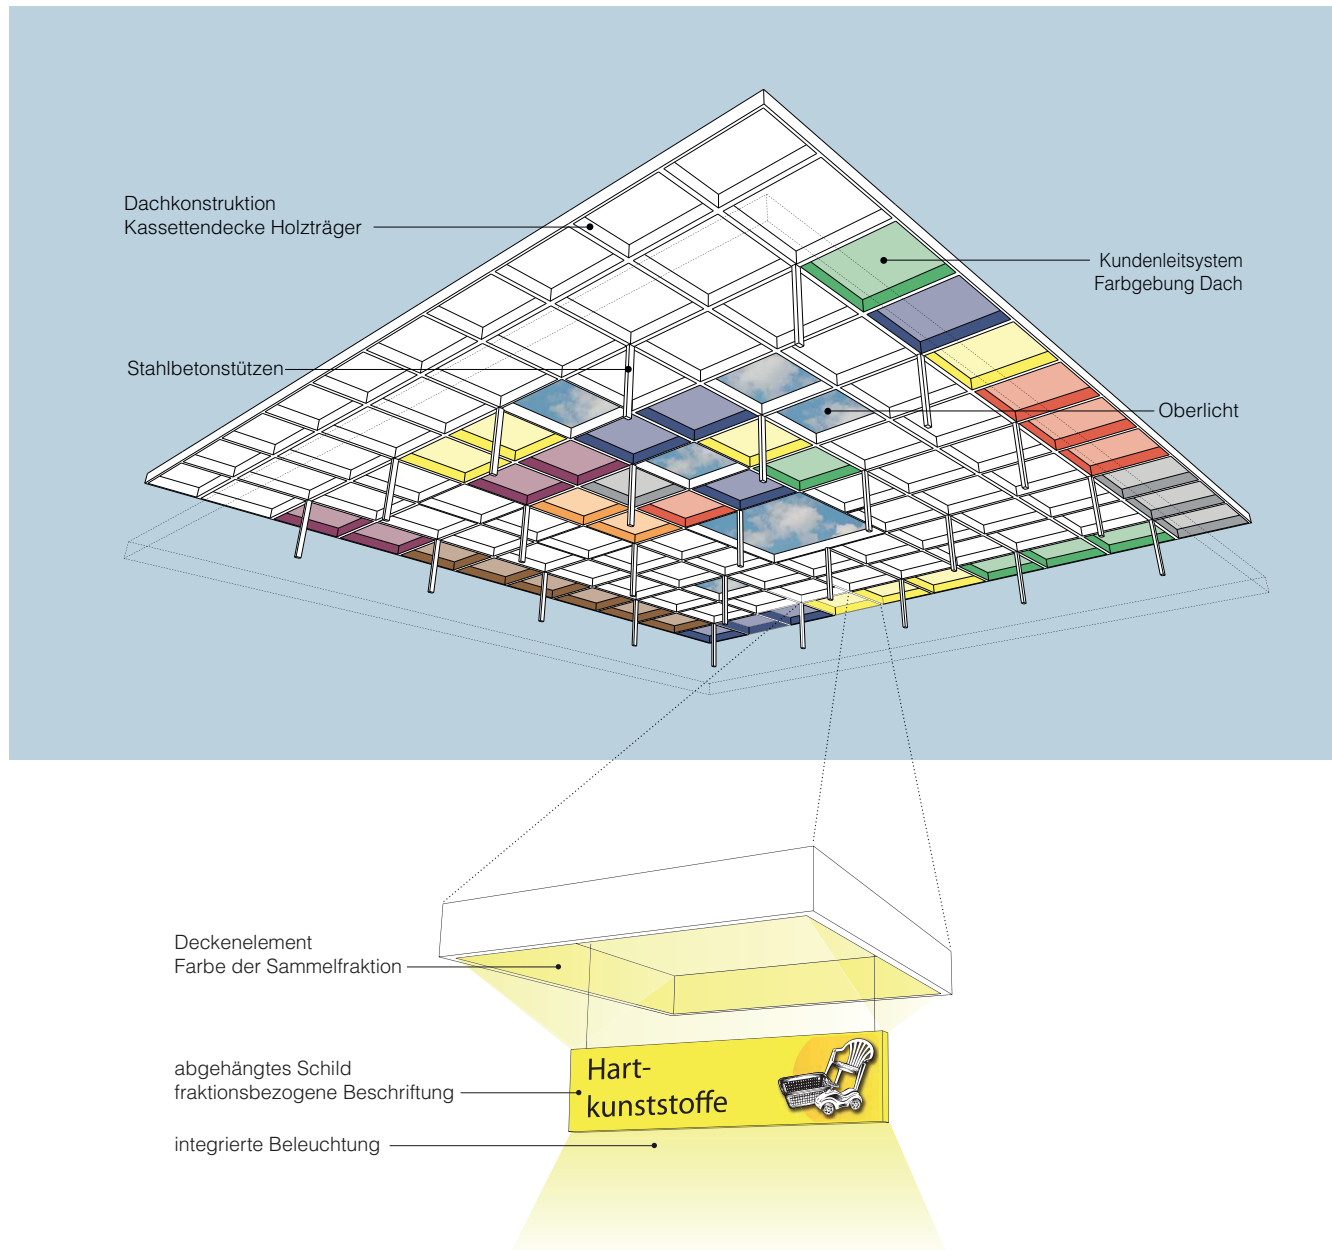 Dachkonstruktion
Kassettendecke Holzträger
Kundenleitsystem
Farbgebung Dach
Stahlbetonstützen
Oberlicht
Deckenelement
Farbe der Sammelfraktion
abgehängtes Schild
fraktionsbezogene Beschriftung
Hart-
kunststoffe
integrierte Beleuchtung